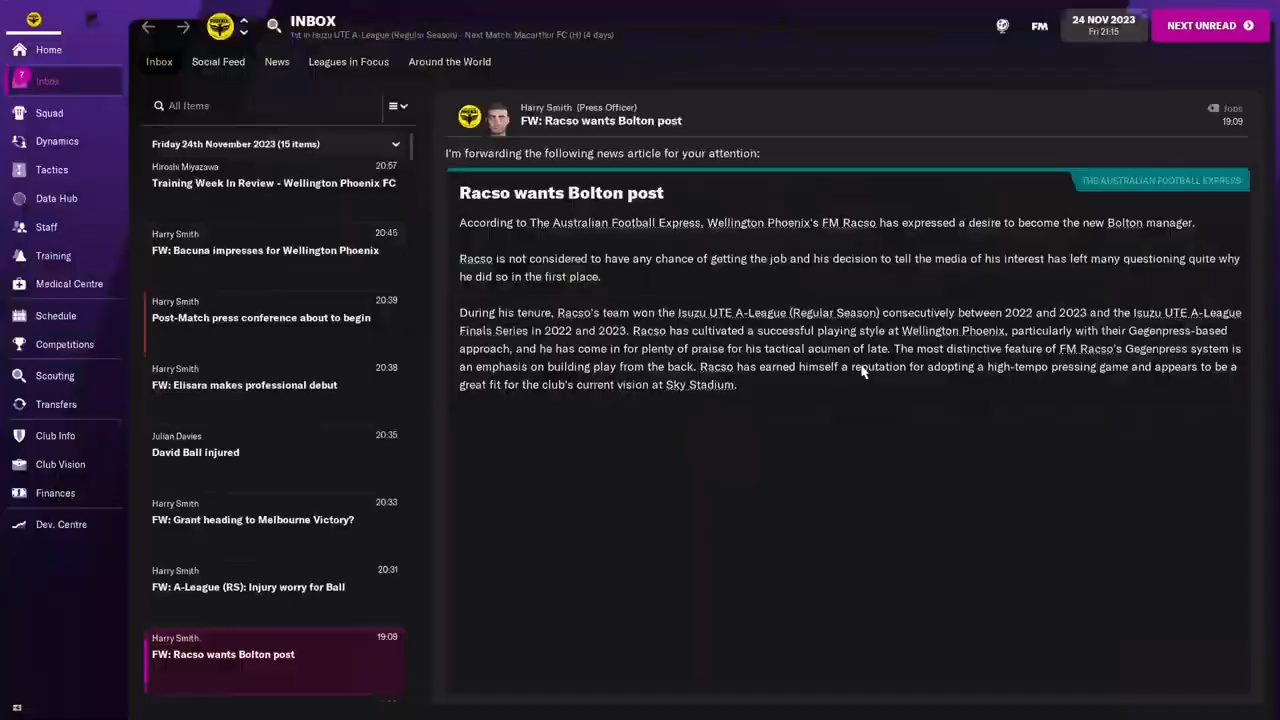 INBOX
1st in Isuzu UTE A-League (Regular Season) - Next Match: Macarthur FC (H) (4 days)
FM
24 NOV 2023
Fri 21:15
NEXT UNREAD
Home
7
Inbox
Squad
Dynamics
Tactics
Data Hub
Staff
Training
Medical Centre
Schedule
Competitions
Scouting
Transfers
Club Info
Club Vision
Finances
Dev. Centre
Inbox Social Feed News Leagues in Focus Around the World
All Items
Friday 24th November 2023 (15 items)
Hiroshi Miyazawa 20:57
Training Week In Review - Wellington Phoenix FC
Harry Smith 20:45
FW: Bacuna impresses for Wellington Phoenix
Harry Smith 20:39
Post-Match press conference about to begin
Harry Smith 20:38
FW: Elisara makes professional debut
Julian Davies 20:35
David Ball injured
Harry Smith 20:33
FW: Grant heading to Melbourne Victory?
Harry Smith 20:31
FW: A-League (RS): Injury worry for Ball
Harry Smith 19:09
FW: Racso wants Bolton post
Harry Smith (Press Officer)
FW: Racso wants Bolton post
Jobs
19:09
I'm forwarding the following news article for your attention:
THE AUSTRALIAN FOOTBALL EXPRESS
Racso wants Bolton post
According to The Australian Football Express, Wellington Phoenix's FM Racso has expressed a desire to become the new Bolton manager.
Racso is not considered to have any chance of getting the job and his decision to tell the media of his interest has left many questioning quite why
he did so in the first place.
During his tenure, Racso's team won the Isuzu UTE A-League (Regular Season) consecutively between 2022 and 2023 and the Isuzu UTE A-League
Finals Series in 2022 and 2023. Racso has cultivated a successful playing style at Wellington Phoenix, particularly with their Gegenpress-based
approach, and he has come in for plenty of praise for his tactical acumen of late. The most distinctive feature of FM Racso's Gegenpress system is
an emphasis on building play from the back. Racso has earned himself a reputation for adopting a high-tempo pressing game and appears to be a
great fit for the club's current vision at Sky Stadium.